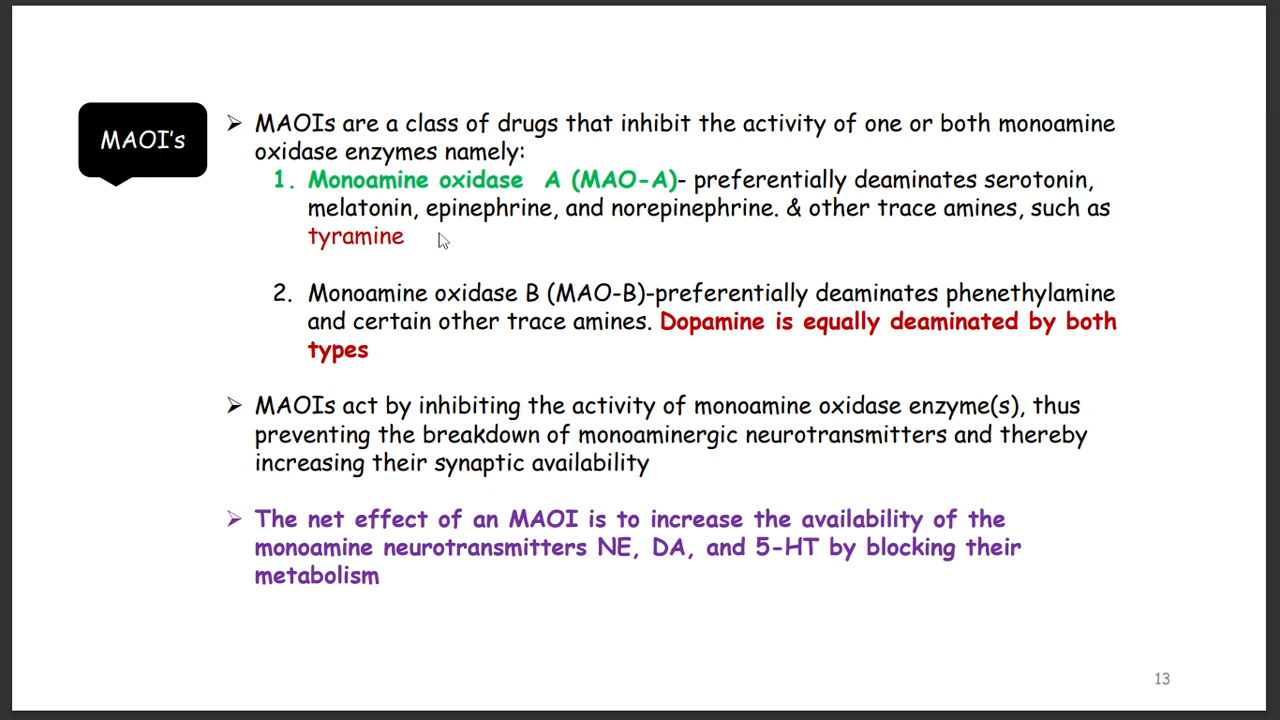 MAOI's
➢ MAOIs are a class of drugs that inhibit the activity of one or both monoamine
oxidase enzymes namely:
1. Monoamine oxidase A (MAO-A)- preferentially deaminates serotonin,
melatonin, epinephrine, and norepinephrine. & other trace amines, such as
tyramine
2. Monoamine oxidase B (MAO-B)-preferentially deaminates phenethylamine
and certain other trace amines. Dopamine is equally deaminated by both
types
➢ MAOIs act by inhibiting the activity of monoamine oxidase enzyme(s), thus
preventing the breakdown of monoaminergic neurotransmitters and thereby
increasing their synaptic availability
➢ The net effect of an MAOI is to increase the availability of the
monoamine neurotransmitters NE, DA, and 5-HT by blocking their
metabolism
13